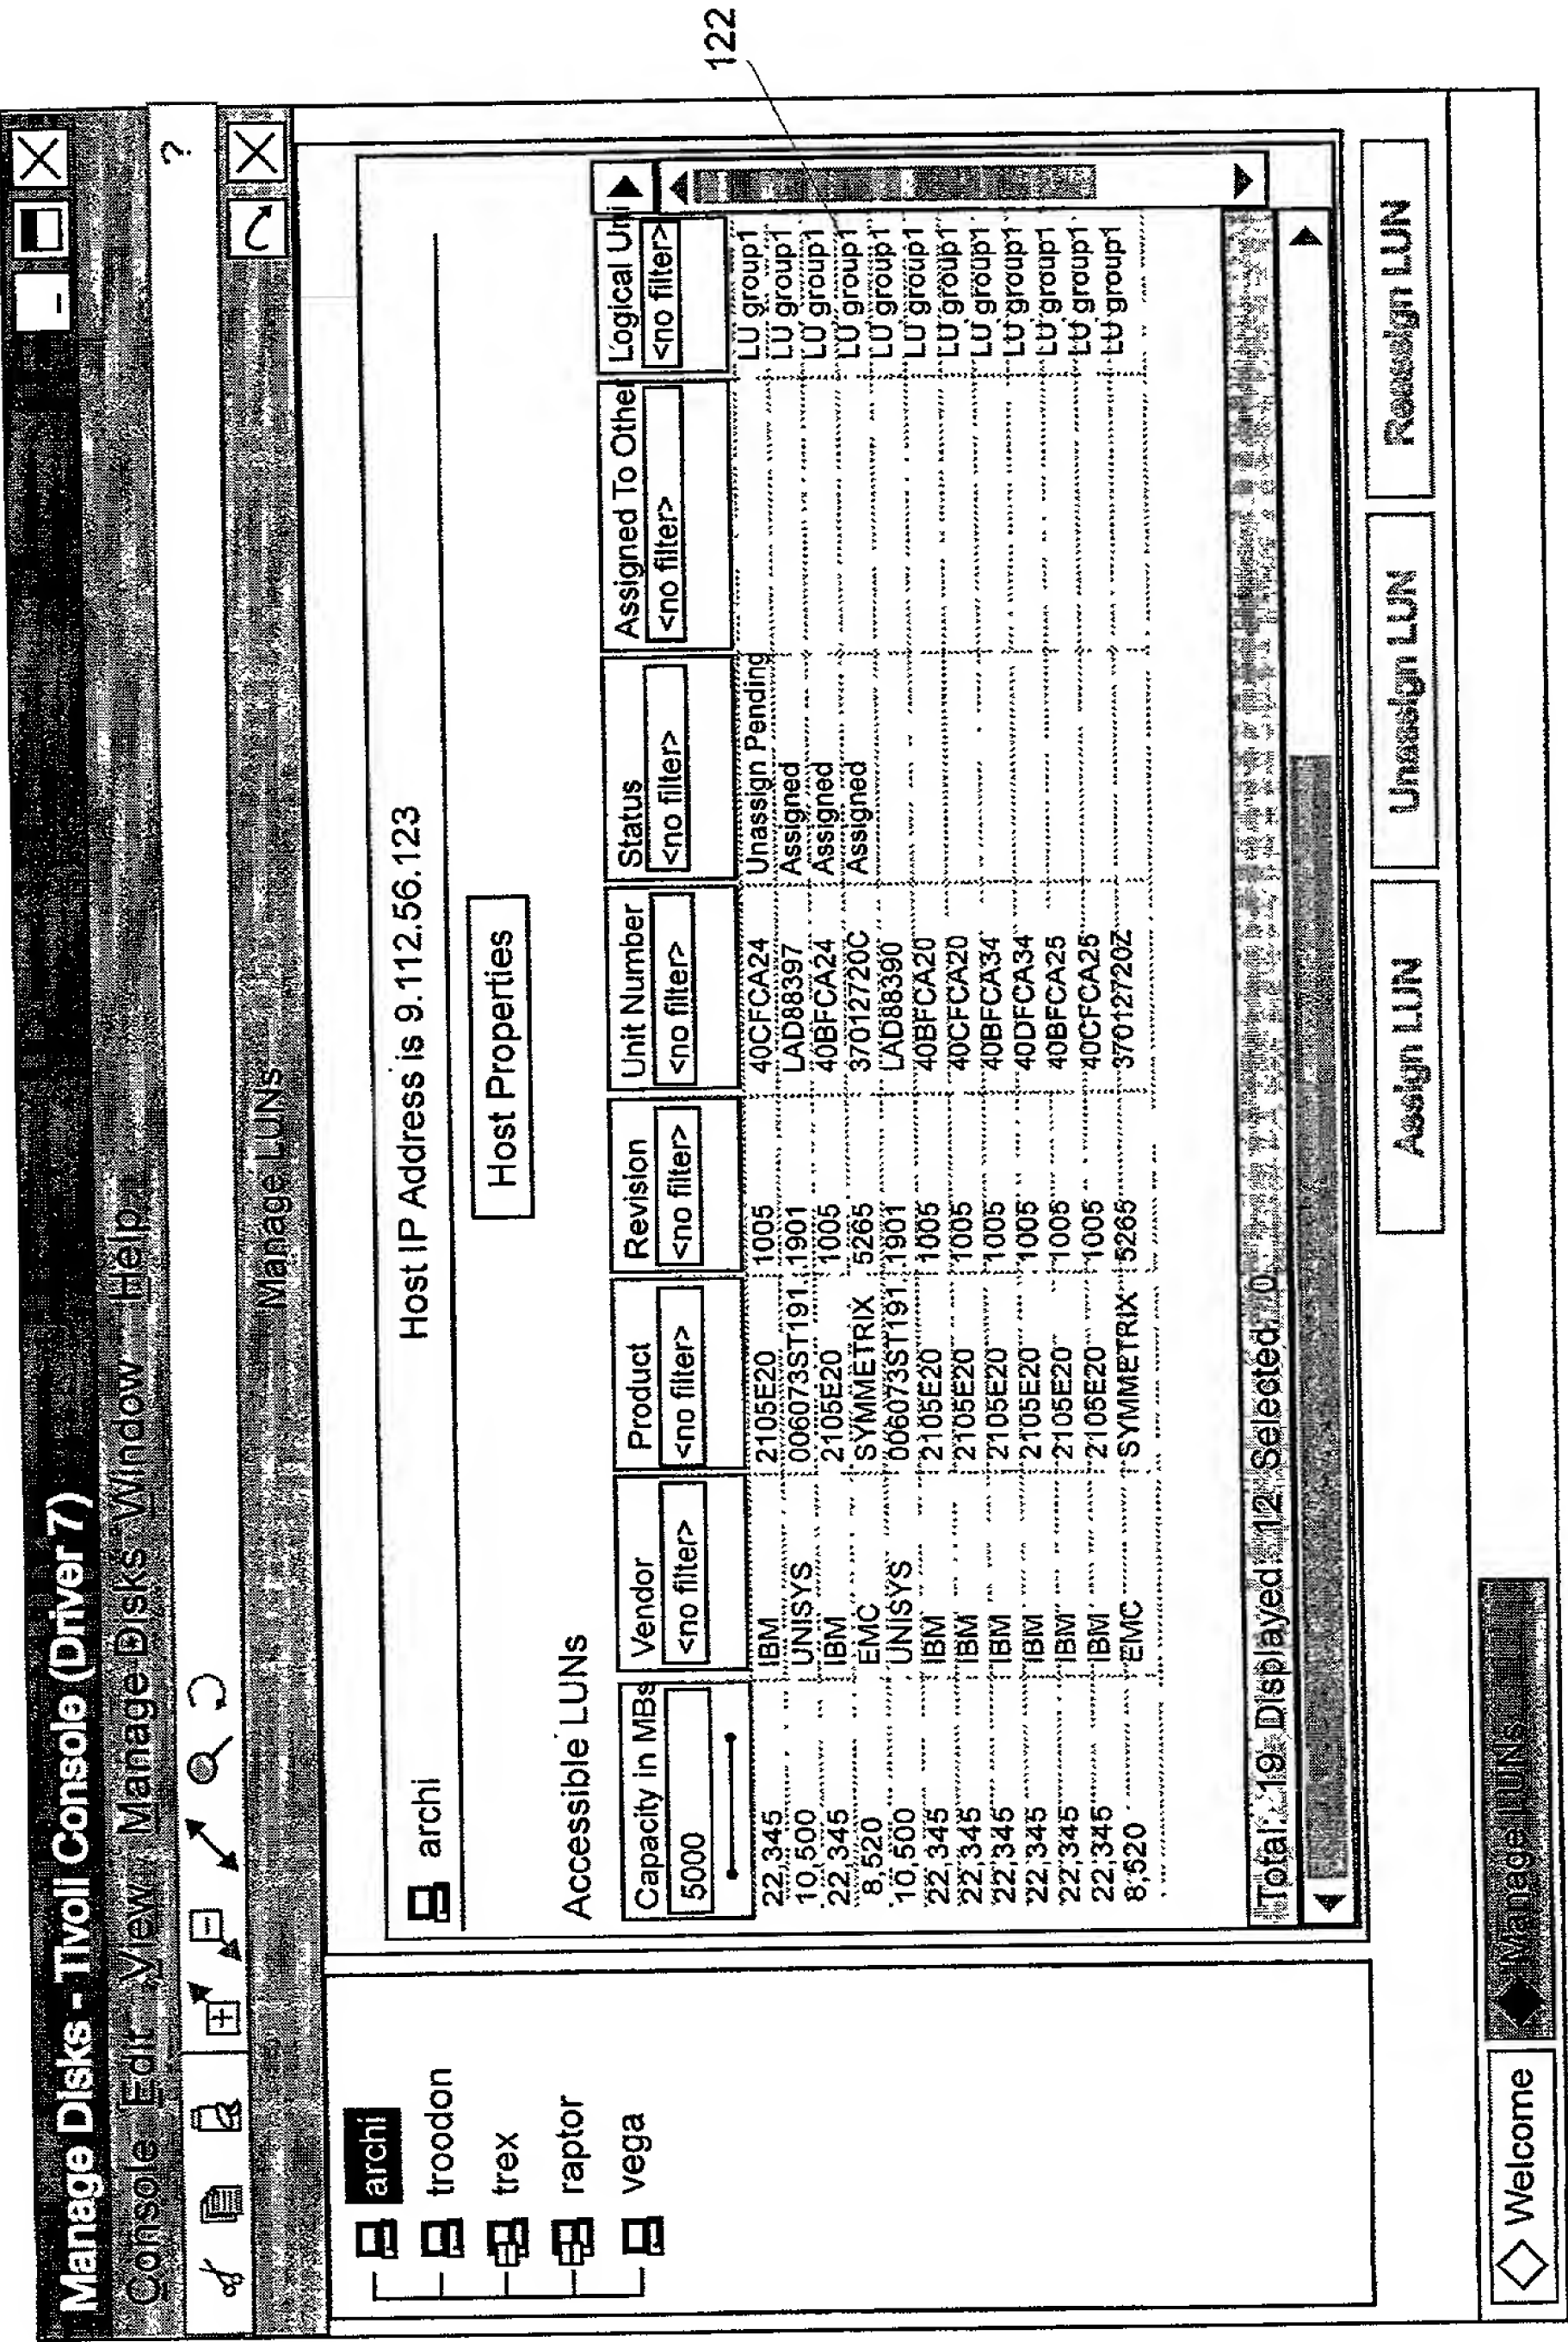 Manage Disks - Tivoli Console (Driver 7)
Console Edit View Manage Disks Window Help
?
Manage LUNs
archi
troodon
trex
raptor
vega
archi
Host IP Address is 9.112.56.123
Host Properties
Accessible LUNs
Capacity in MBs Vendor Product Revision Unit Number Status Assigned To Other Logical Uni
5000 <no filter> <no filter> <no filter> <no filter> <no filter> <no filter> <no filter>
22,345 IBM 2105E20 1005 40CFCA24 Unassign Pending LU group1
10,500 UNISYS 006073ST191... 1901 LAD88397 Assigned LU group1
22,345 IBM 2105E20 1005 40BFCA24 Assigned LU group1
8,520 EMC SYMMETRIX 5265 370127720C Assigned LU group1
10,500 UNISYS 006073ST191... 1901 LAD88390 LU group1
22,345 IBM 2105E20 1005 40BFCA20 LU group1
22,345 IBM 2105E20 1005 40CFCA20 LU group1
22,345 IBM 2105E20 1005 40BFCA34 LU group1
22,345 IBM 2105E20 1005 40DFCA34 LU group1
22,345 IBM 2105E20 1005 40BFCA25 LU group1
22,345 IBM 2105E20 1005 40CFCA25 LU group1
8,520 EMC SYMMETRIX 5265 370127720Z LU group1
122
Total: 19 Displayed: 12 Selected: 0
Assign LUN Unassign LUN Reassign LUN
Welcome Manage LUNs